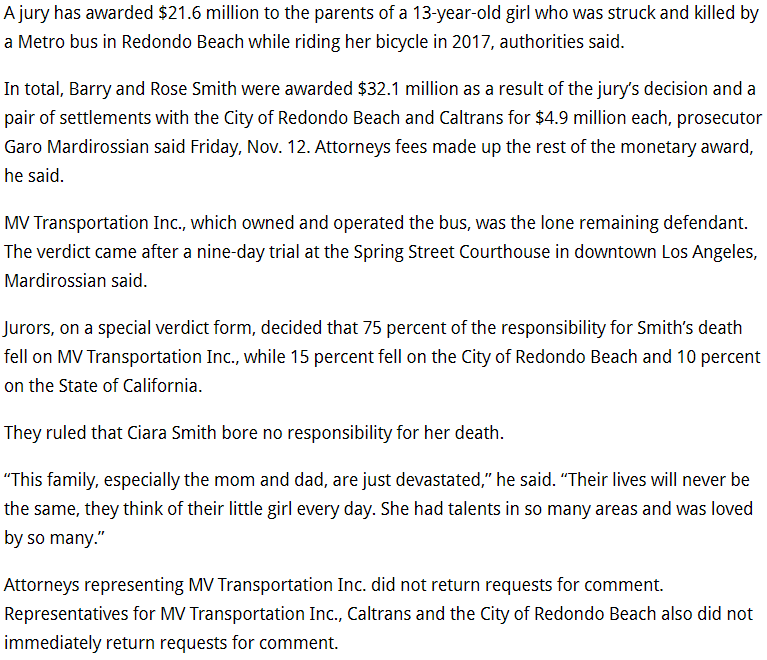 A jury has awarded $21.6 million to the parents of a 13-year-old girl who was struck and killed by
a Metro bus in Redondo Beach while riding her bicycle in 2017, authorities said.
In total, Barry and Rose Smith were awarded $32.1 million as a result of the jury’s decision and a
pair of settlements with the City of Redondo Beach and Caltrans for $4.9 million each, prosecutor
Garo Mardirossian said Friday, Nov. 12. Attorneys fees made up the rest of the monetary award,
he said.
MV Transportation Inc., which owned and operated the bus, was the lone remaining defendant.
The verdict came after a nine-day trial at the Spring Street Courthouse in downtown Los Angeles,
Mardirossian said.
Jurors, on a special verdict form, decided that 75 percent of the responsibility for Smith’s death
fell on MV Transportation Inc., while 15 percent fell on the City of Redondo Beach and 10 percent
on the State of California.
They ruled that Ciara Smith bore no responsibility for her death.
“This family, especially the mom and dad, are just devastated,” he said. “Their lives will never be
the same, they think of their little girl every day. She had talents in so many areas and was loved
by so many.”
Attorneys representing MV Transportation Inc. did not return requests for comment.
Representatives for MV Transportation Inc., Caltrans and the City of Redondo Beach also did not
immediately return requests for comment.